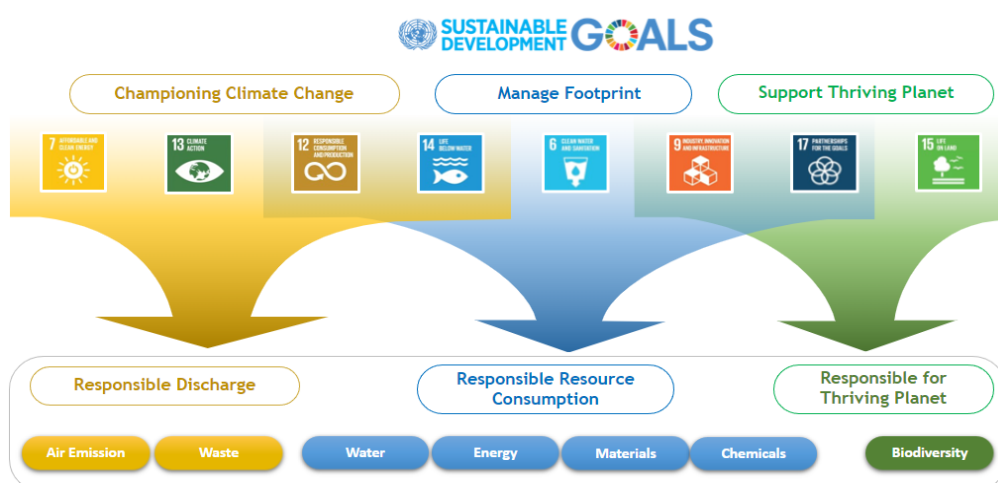 SUSTAINABLE
DEVELOPMENT
GOALS
Championing Climate Change
Manage Footprint
Support Thriving Planet
7 AFFORDABLE AND
CLEAN ENERGY
13 CLIMATE
ACTION
12 RESPONSIBLE
CONSUMPTION
AND PRODUCTION
14 LIFE
BELOW WATER
6 CLEAN WATER
AND SANITATION
9 INDUSTRY, INNOVATION
AND INFRASTRUCTURE
17 PARTNERSHIPS
FOR THE GOALS
15 LIFE
ON LAND
Responsible Discharge
Responsible Resource
Consumption
Responsible for
Thriving Planet
Air Emission
Waste
Water
Energy
Materials
Chemicals
Biodiversity